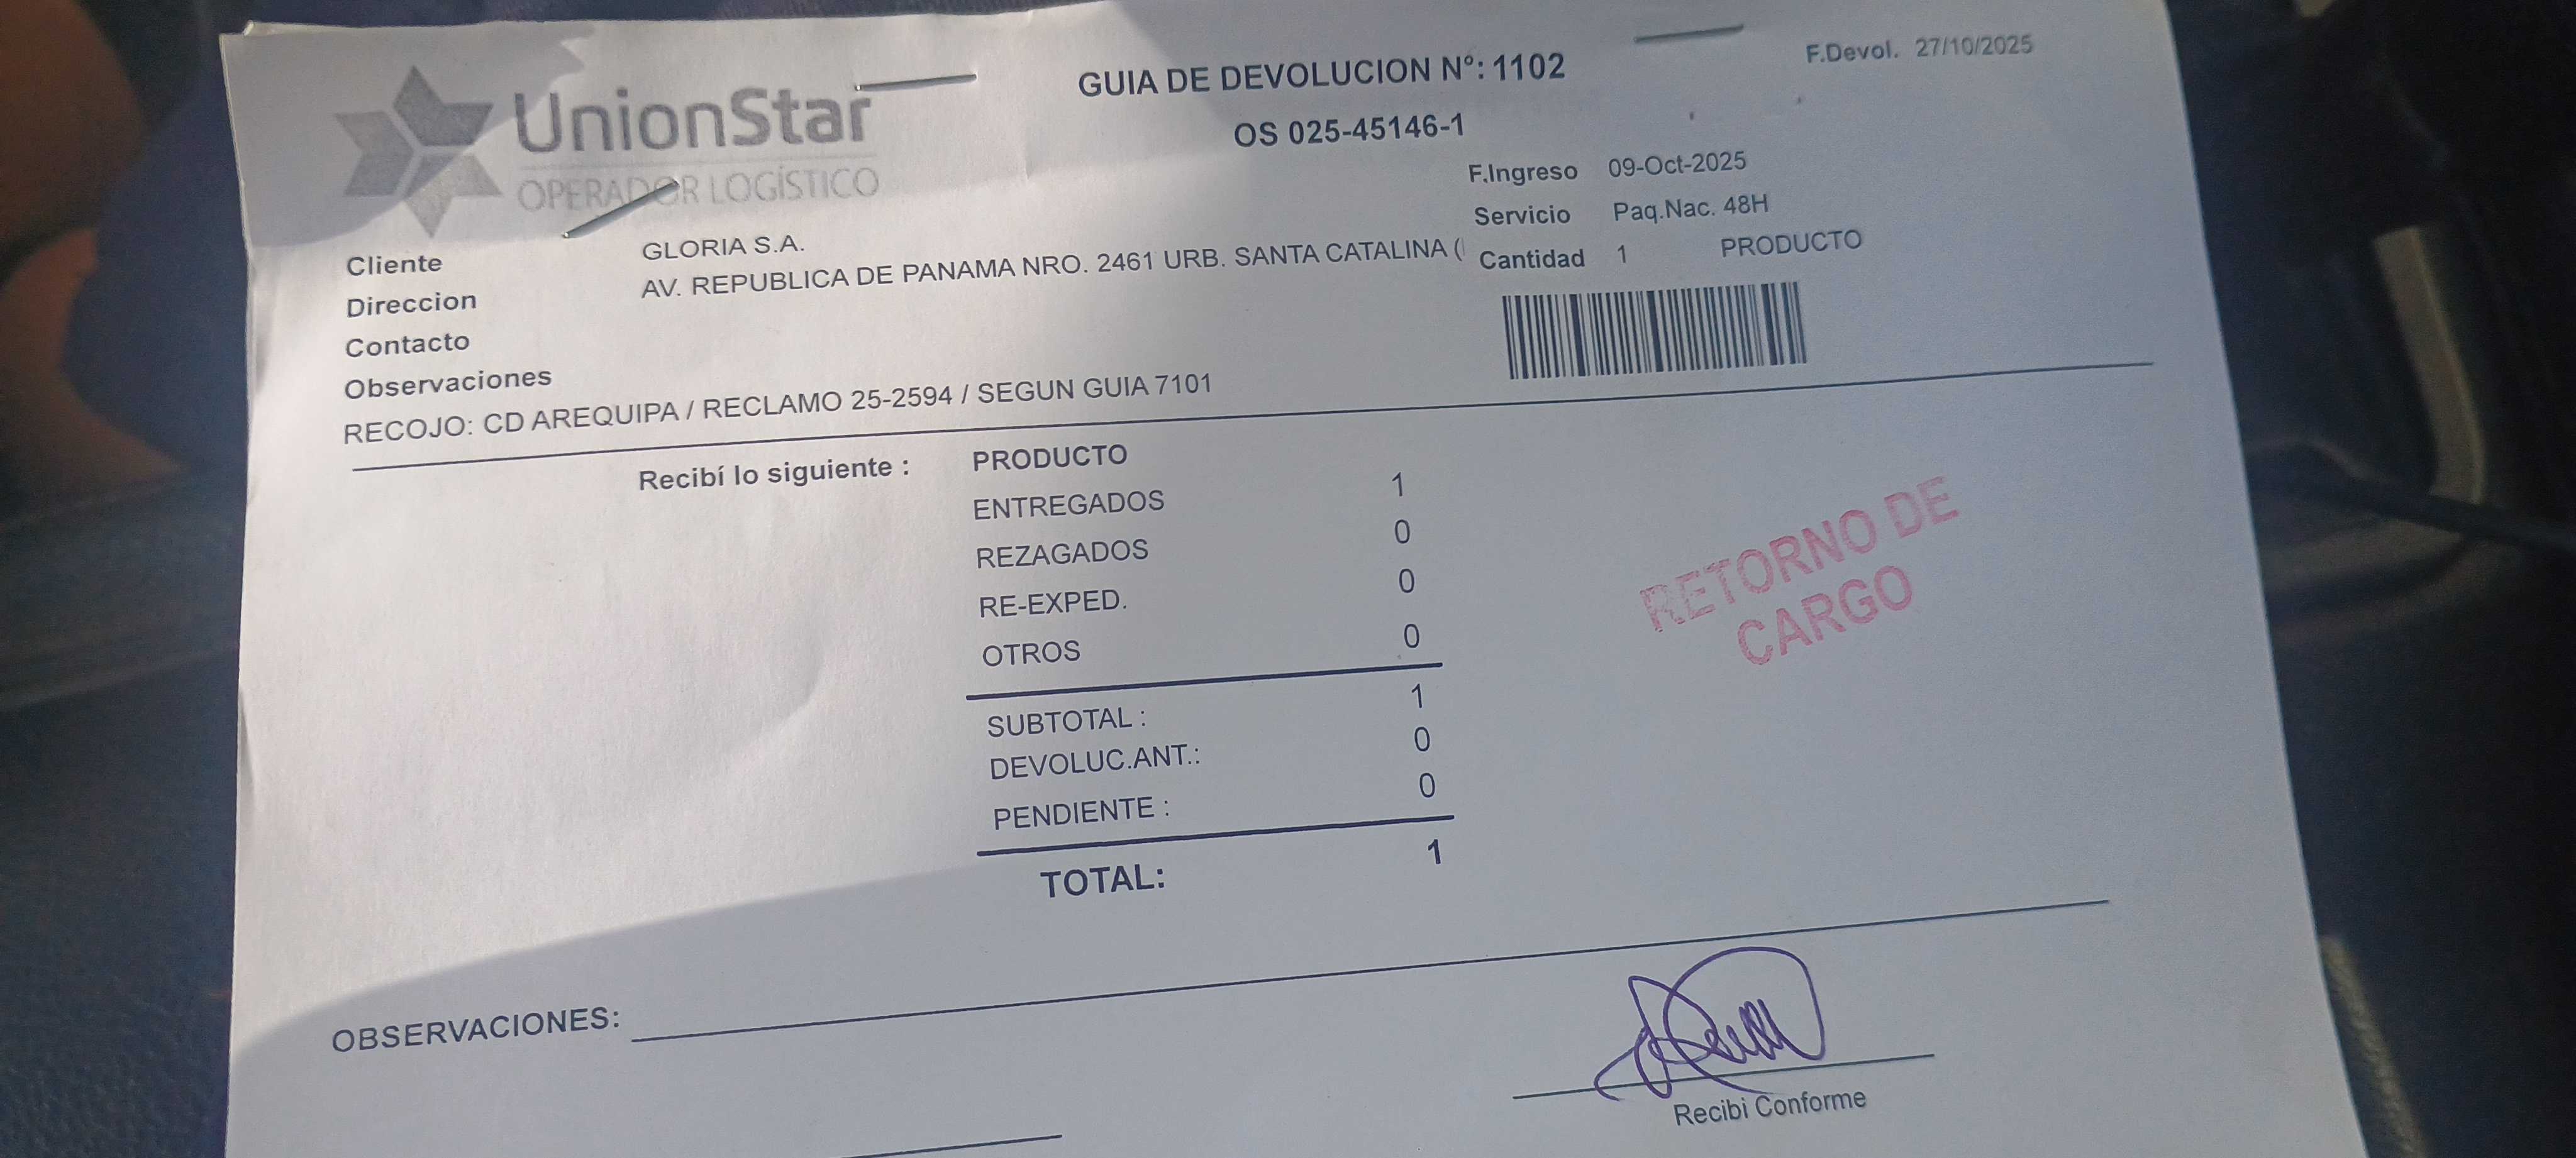 UnionStar
OPERADOR LOGÍSTICO
GUIA DE DEVOLUCION Nº: 1102
OS 025-45146-1
F.Devol. 27/10/2025
F.Ingreso 09-Oct-2025
Servicio Paq.Nac. 48H
Cantidad 1 PRODUCTO
Cliente GLORIA S.A.
Direccion AV. REPUBLICA DE PANAMA NRO. 2461 URB. SANTA CATALINA (
Contacto
Observaciones
RECOJO: CD AREQUIPA / RECLAMO 25-2594 / SEGUN GUIA 7101
Recibí lo siguiente : PRODUCTO
ENTREGADOS 1
REZAGADOS 0
RE-EXPED. 0
OTROS 0
SUBTOTAL : 1
DEVOLUC.ANT.: 0
PENDIENTE : 0
TOTAL: 1
RETORNO DE
CARGO
OBSERVACIONES:
Recibi Conforme